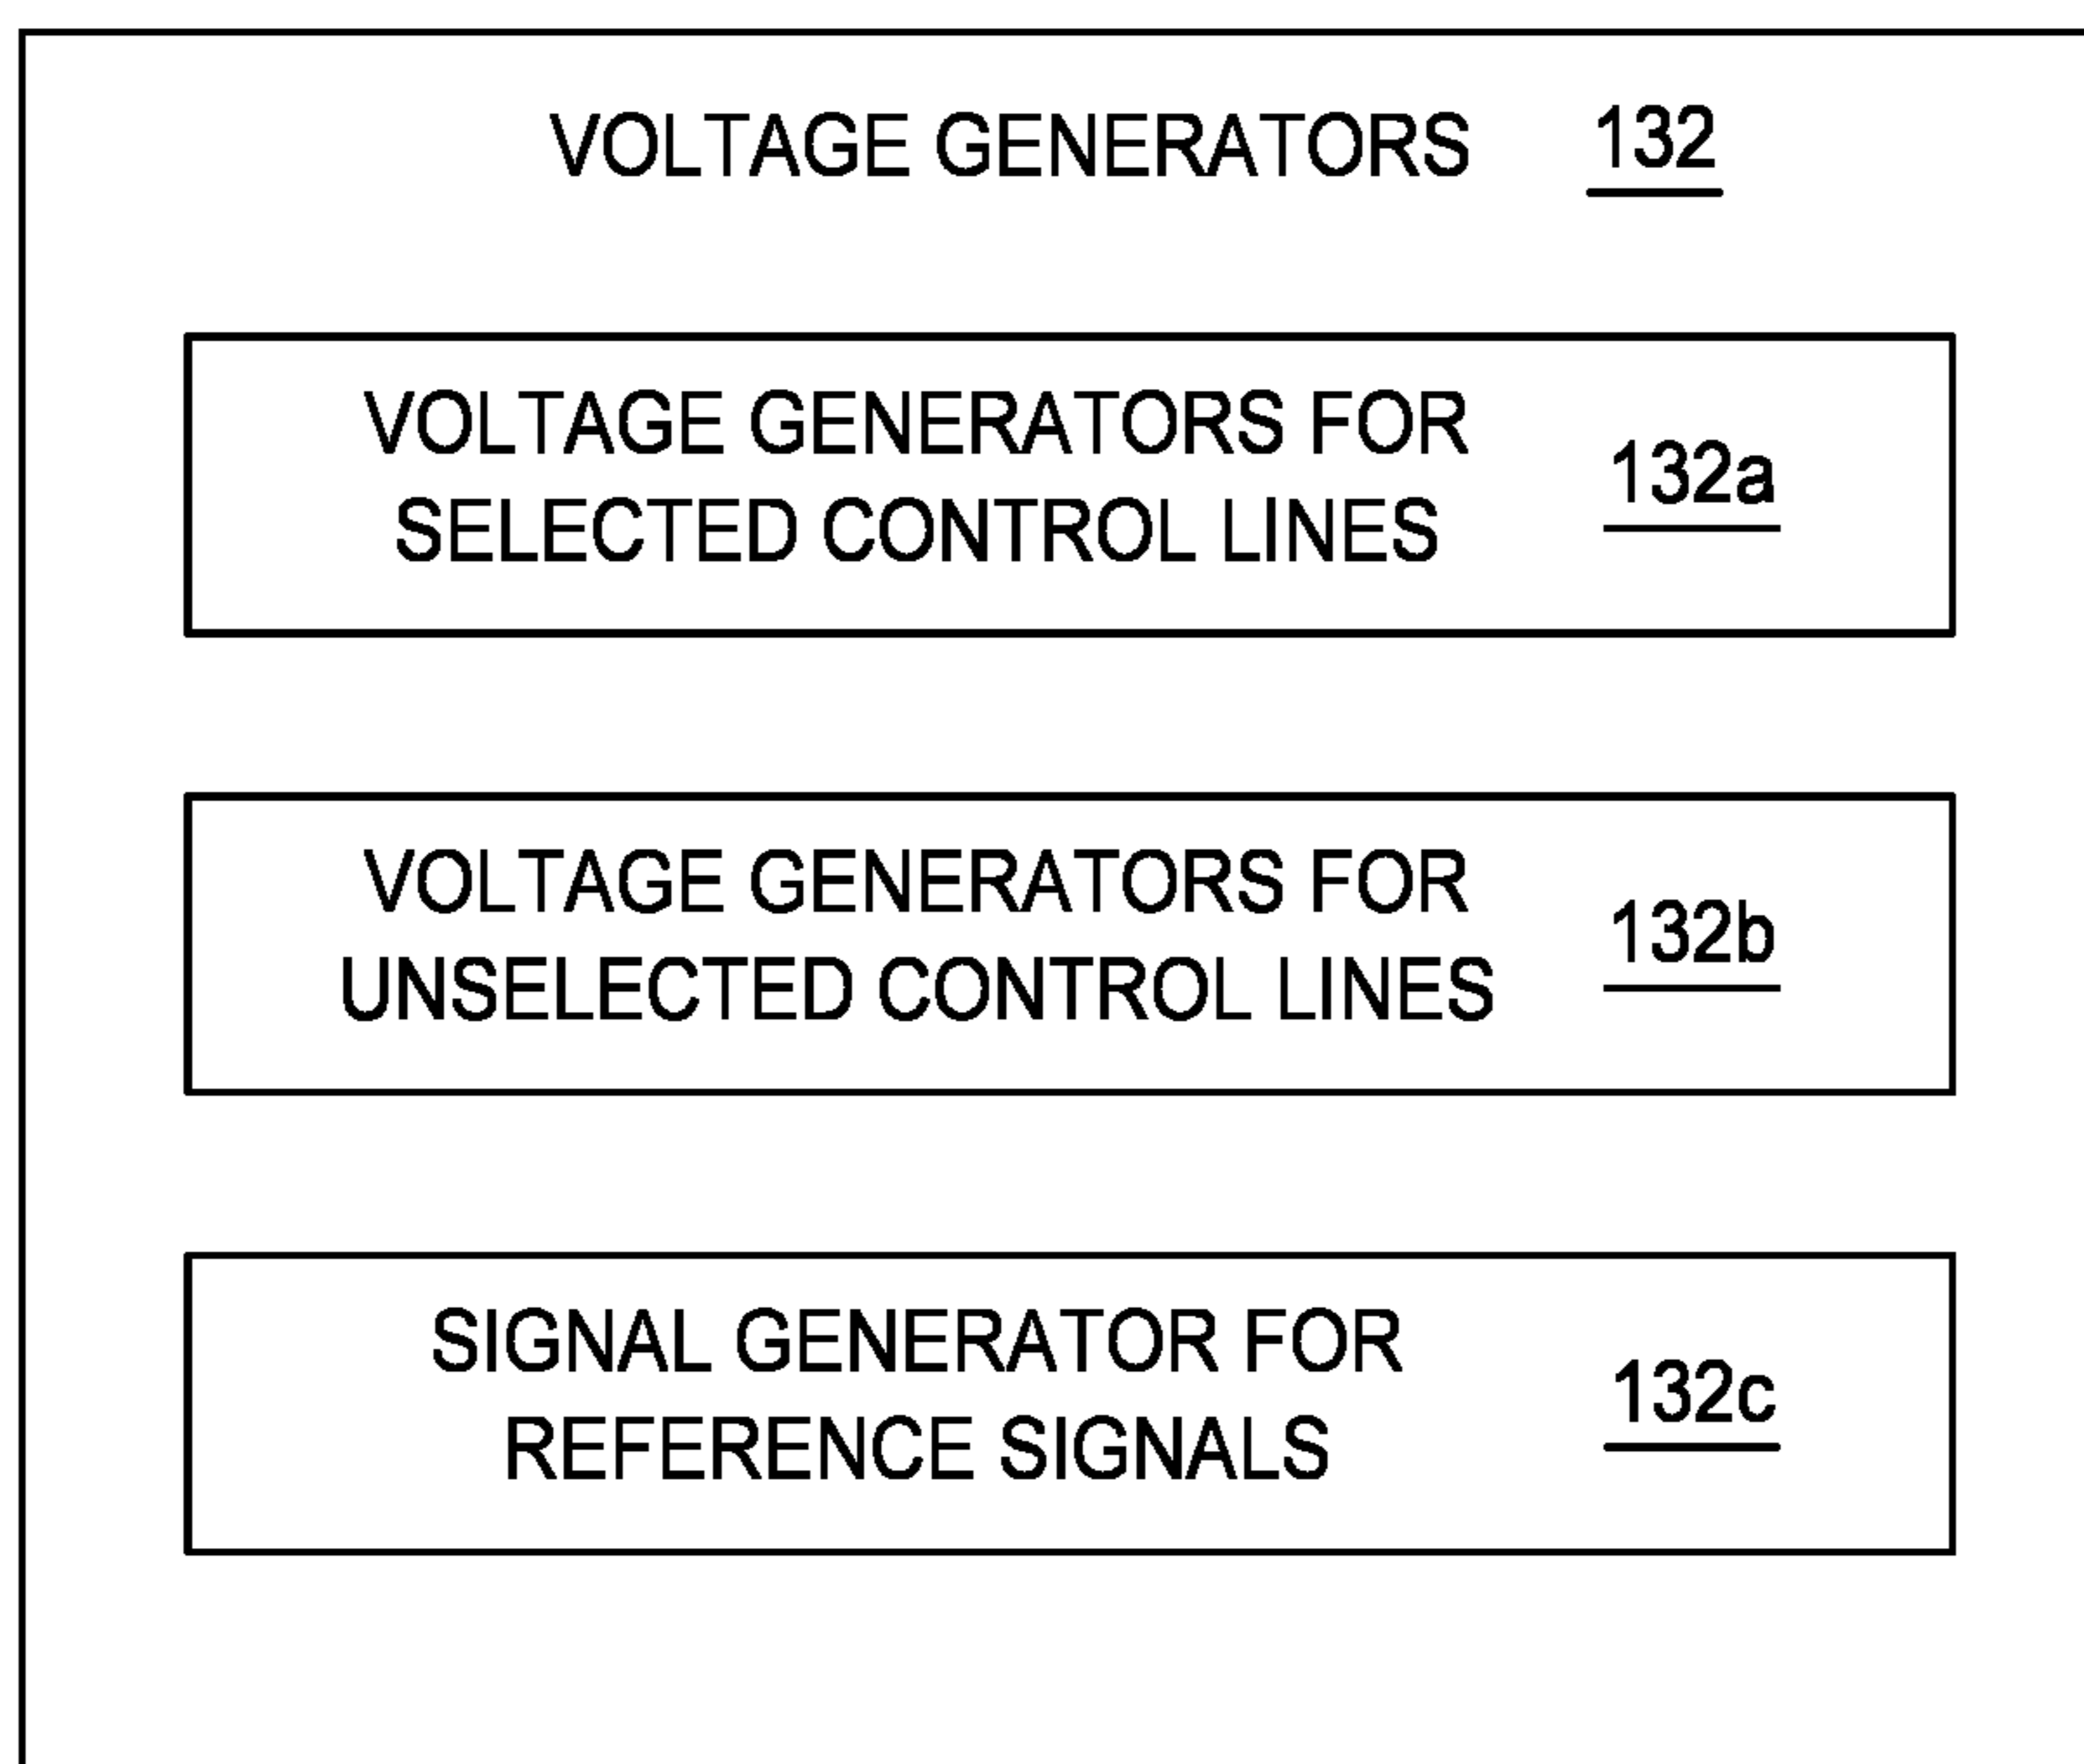 VOLTAGE GENERATORS 132
VOLTAGE GENERATORS FOR
SELECTED CONTROL LINES
132a
VOLTAGE GENERATORS FOR
UNSELECTED CONTROL LINES
132b
SIGNAL GENERATOR FOR
REFERENCE SIGNALS
132c